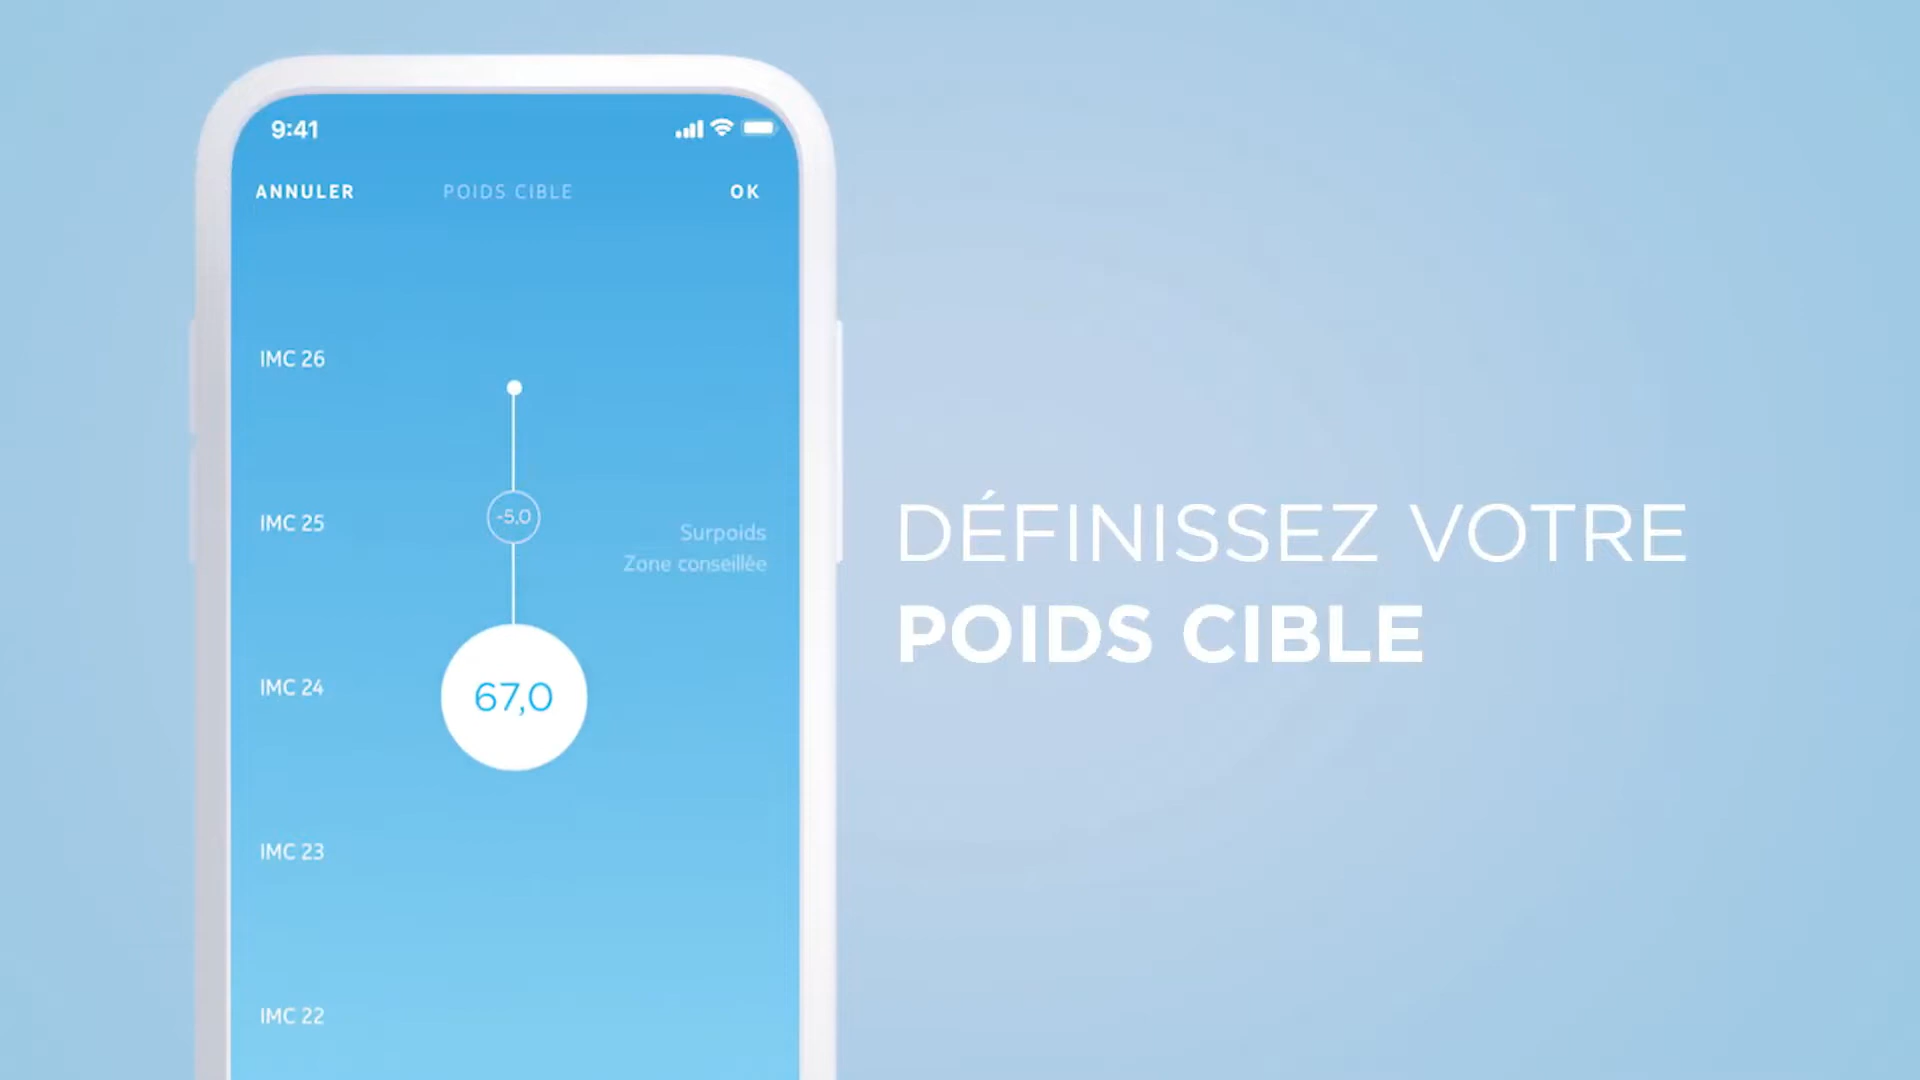 9:41
ANNULER POIDS CIBLE OK
IMC 26
IMC 25
-5.0
Surpoids
Zone conseillée
IMC 24
67,0
IMC 23
IMC 22
DÉFINISSEZ VOTRE
POIDS CIBLE